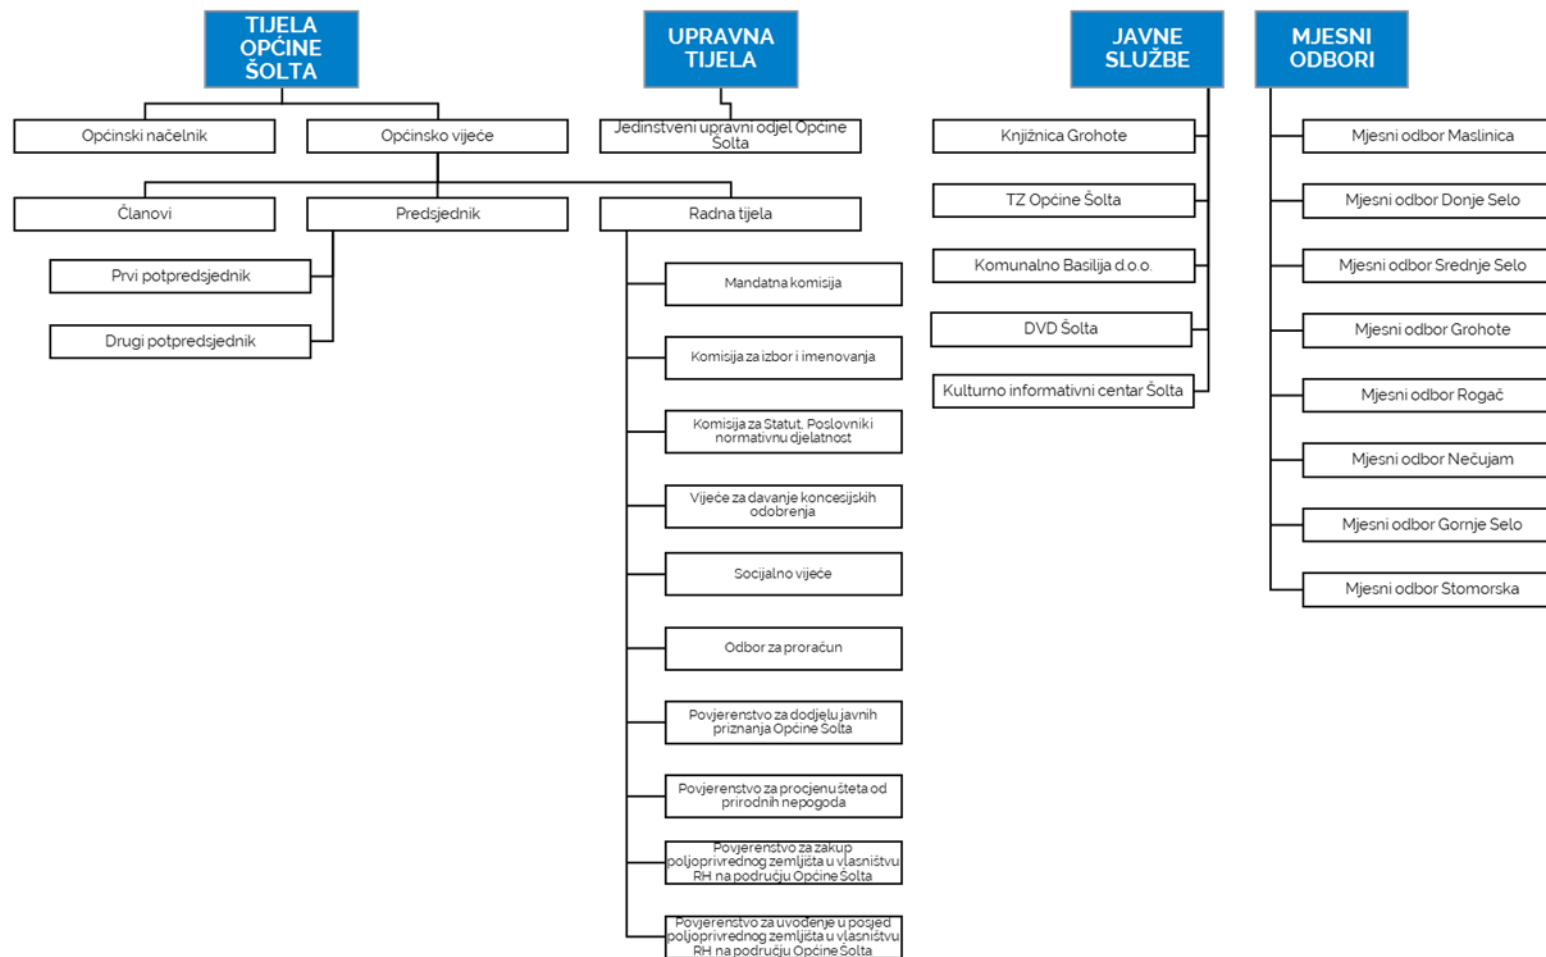 TIJELA
OPĆINE
ŠOLTA
Općinski načelnik
Općinsko vijeće
Članovi
Predsjednik
Radna tijela
Prvi potpredsjednik
Drugi potpredsjednik
Mandatna komisija
Komisija za izbor i imenovanja
Komisija za Statut, Poslovnik i
normativnu djelatnost
Vijeće za davanje koncesijskih
odobrenja
Socijalno vijeće
Odbor za proračun
Povjerenstvo za dodjelu javnih
priznanja Općine Šolta
Povjerenstvo za procjenu šteta od
prirodnih nepogoda
Povjerenstvo za zakup
poljoprivrednog zemljišta u vlasništvu
RH na području Općine Šolta
Povjerenstvo za uvođenje u posjed
poljoprivrednog zemljišta u vlasništvu
RH na području Općine Šolta
UPRAVNA
TIJELA
Jedinstveni upravni odjel Općine
Šolta
JAVNE
SLUŽBE
Knjižnica Grohote
TZ Općine Šolta
Komunalno Basilija d.o.o.
DVD Šolta
Kulturno informativni centar Šolta
MJESNI
ODBORI
Mjesni odbor Maslinica
Mjesni odbor Donje Selo
Mjesni odbor Srednje Selo
Mjesni odbor Grohote
Mjesni odbor Rogač
Mjesni odbor Nečujam
Mjesni odbor Gornje Selo
Mjesni odbor Stomorska